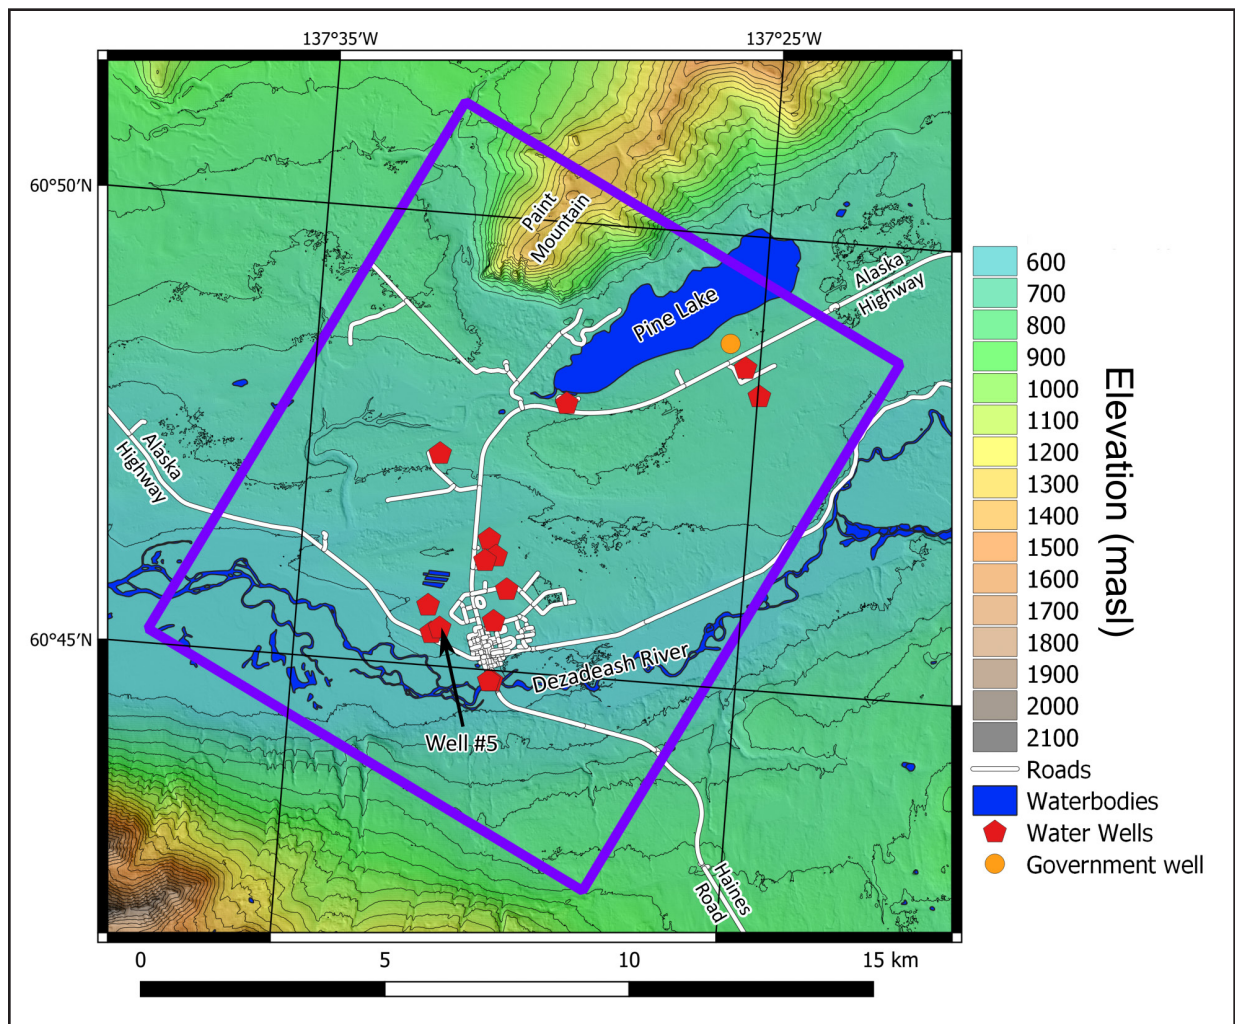 137°35'W
137°25'W
60°50'N
60°45'N
Paint
Mountain
Pine Lake
Alaska
Highway
Alaska
Highway
Dezadeash River
Well #5
Haines
Road
600
700
800
900
1000
1100
1200
1300
1400
1500
1600
1700
1800
1900
2000
2100
Elevation (masl)
Roads
Waterbodies
Water Wells
Government well
0
5
10
15 km